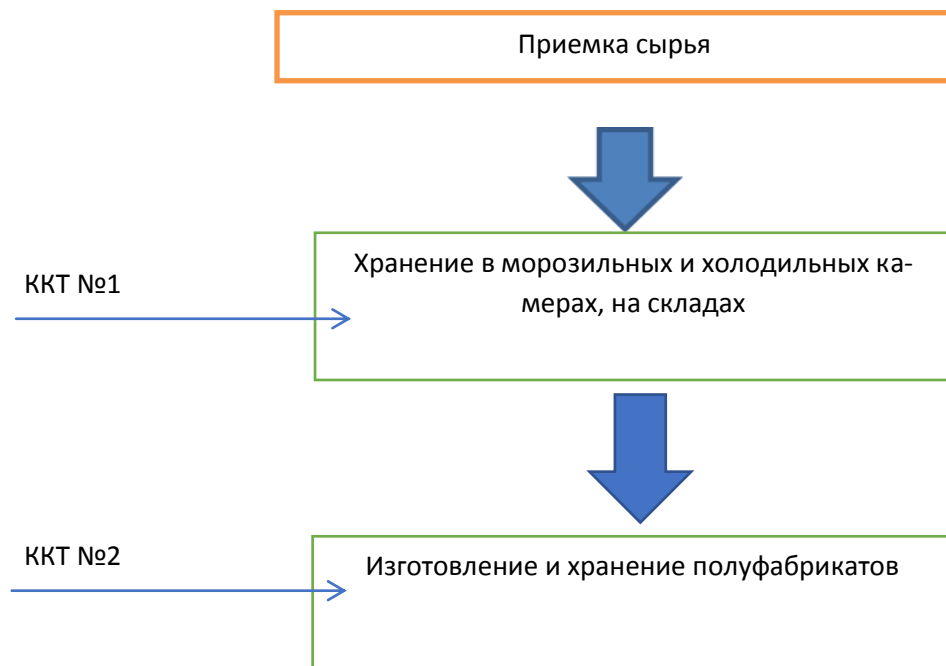 Приемка сырья
Хранение в морозильных и холодильных ка-
мерах, на складах
ККТ №1
Изготовление и хранение полуфабрикатов
ККТ №2